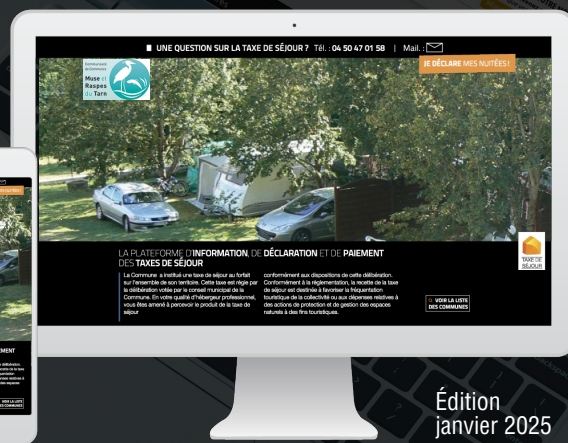 UNE QUESTION SUR LA TAXE DE SÉJOUR ? Tél. : 04 50 47 01 58 | Mail. :
JE DÉCLARE MES NUITÉES !
Communauté
de Communes
Muse et
Raspes
du Tarn
LA PLATEFORME D'INFORMATION, DE DÉCLARATION ET DE PAIEMENT
DES TAXES DE SÉJOUR
La Commune a institué une taxe de séjour au forfait
sur l'ensemble de son territoire. Cette taxe est régie par
la délibération votée par le conseil municipal de la
Commune. En votre qualité d'hébergeur professionnel,
vous êtes amené à percevoir le produit de la taxe de
séjour
conformément aux dispositions de cette délibération.
Conformément à la réglementation, la recette de la taxe
de séjour est destinée à favoriser la fréquentation
touristique de la collectivité ou aux dépenses relatives à
des actions de protection et de gestion des espaces
naturels à des fins touristiques.
TAXE DE
SÉJOUR
VOIR LA LISTE
DES COMMUNES
Édition
janvier 2025